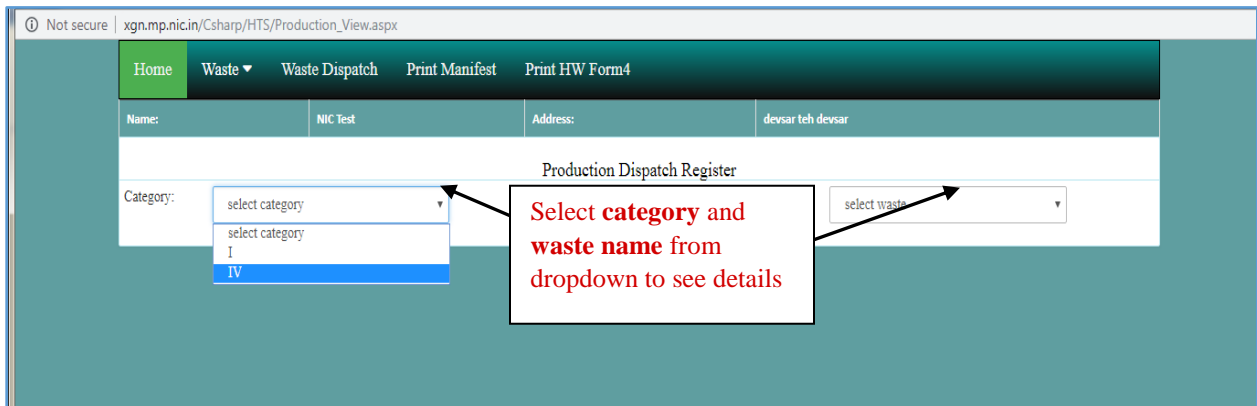 Not secure | xgn.mp.nic.in/Csharp/HTS/Production_View.aspx
Home Waste ▾ Waste Dispatch Print Manifest Print HW Form4
Name: NIC Test Address: devsar teh devsar
Production Dispatch Register
Category: select category select waste
select category
I
IV
Select category and
waste name from
dropdown to see details